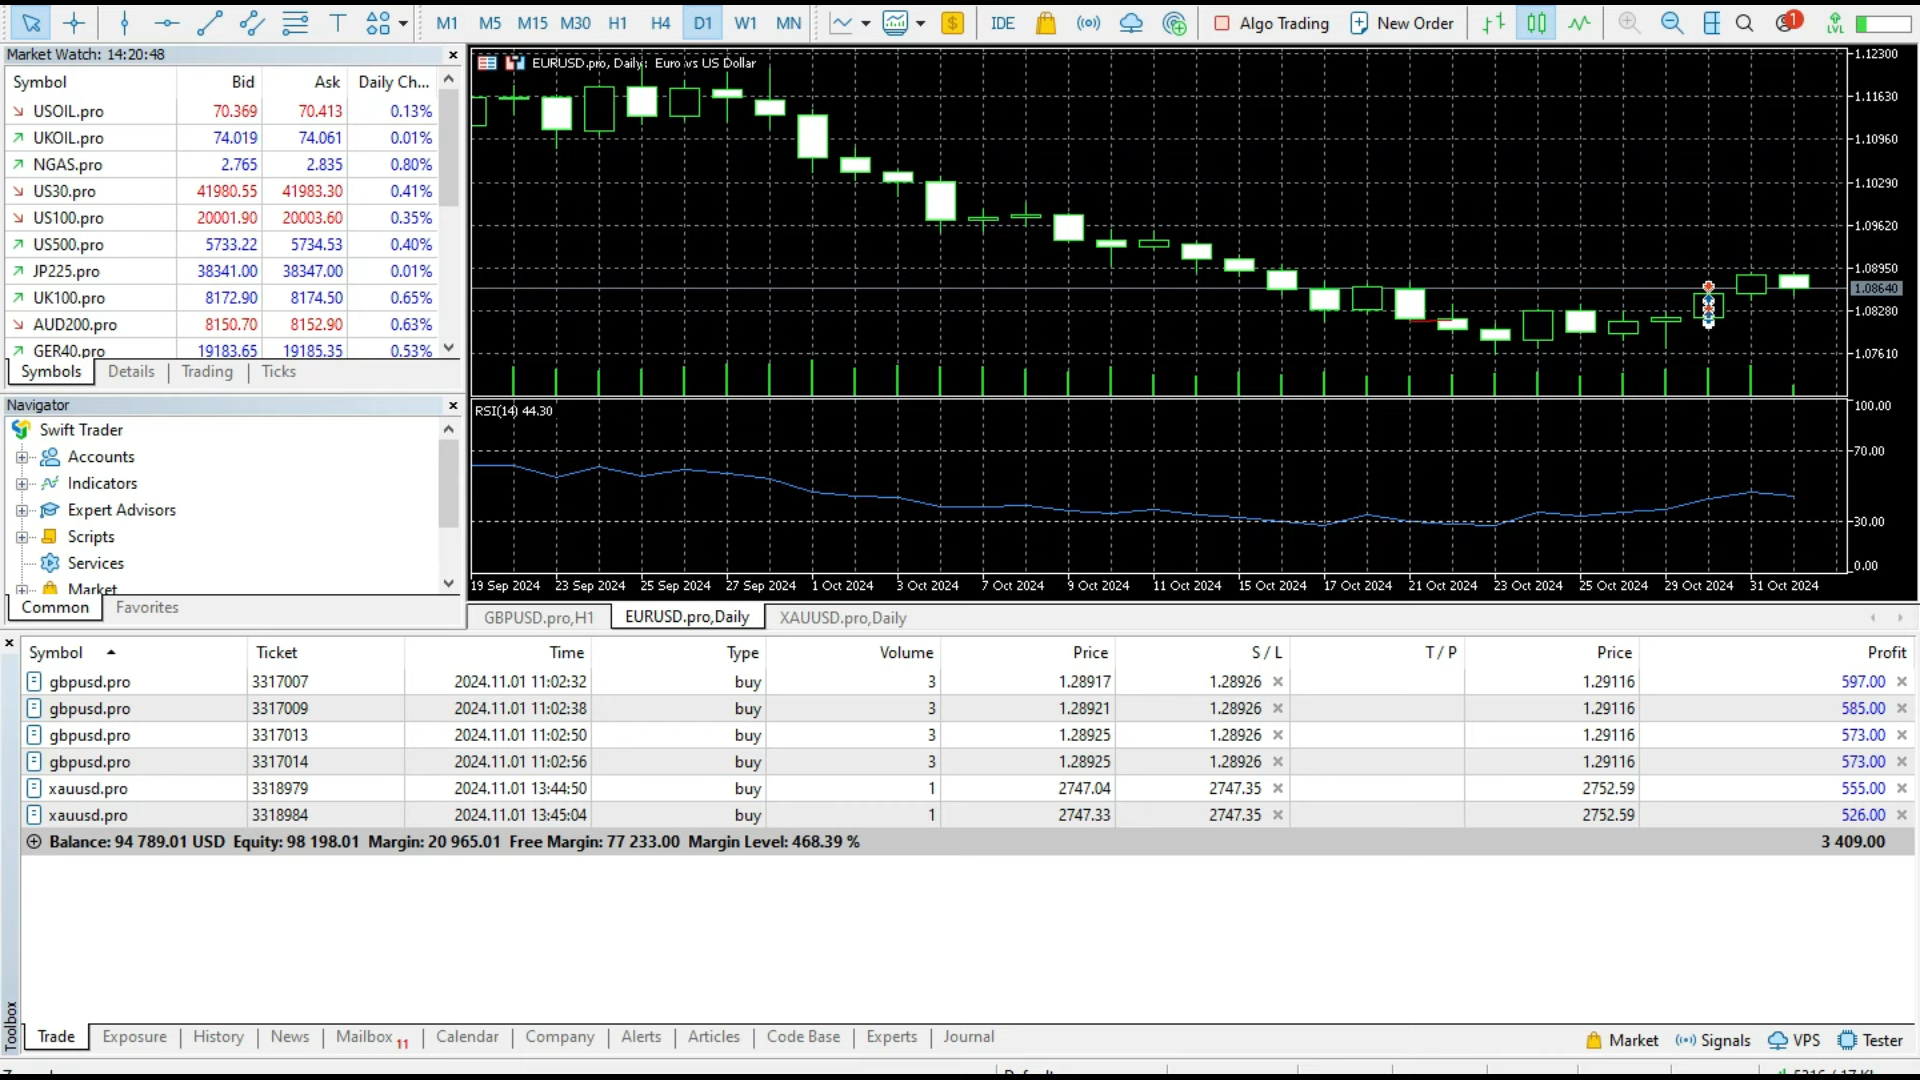 M1 M5 M15 M30 H1 H4 D1 W1 MN $ IDE Algo Trading New Order 1 LVL
Market Watch: 14:20:48
Symbol Bid Ask Daily Ch...
USOIL.pro 70.369 70.413 0.13%
UKOIL.pro 74.019 74.061 0.01%
NGAS.pro 2.765 2.835 0.80%
US30.pro 41980.55 41983.30 0.41%
US100.pro 20001.90 20003.60 0.35%
US500.pro 5733.22 5734.53 0.40%
JP225.pro 38341.00 38347.00 0.01%
UK100.pro 8172.90 8174.50 0.65%
AUD200.pro 8150.70 8152.90 0.63%
GER40.pro 19183.65 19185.35 0.53%
Symbols Details Trading Ticks
Navigator
Swift Trader
Accounts
Indicators
Expert Advisors
Scripts
Services
Market
Common Favorites
EURUSD.pro, Daily: Euro vs US Dollar
1.12300
1.11630
1.10960
1.10290
1.09620
1.08950
1.08640
1.08280
1.07610
RSI(14) 44.30
100.00
70.00
30.00
0.00
19 Sep 2024 23 Sep 2024 25 Sep 2024 27 Sep 2024 1 Oct 2024 3 Oct 2024 7 Oct 2024 9 Oct 2024 11 Oct 2024 15 Oct 2024 17 Oct 2024 21 Oct 2024 23 Oct 2024 25 Oct 2024 29 Oct 2024 31 Oct 2024
GBPUSD.pro,H1 EURUSD.pro,Daily XAUUSD.pro,Daily
Symbol Ticket Time Type Volume Price S / L T / P Price Profit
gbpusd.pro 3317007 2024.11.01 11:02:32 buy 3 1.28917 1.28926 1.29116 597.00
gbpusd.pro 3317009 2024.11.01 11:02:38 buy 3 1.28921 1.28926 1.29116 585.00
gbpusd.pro 3317013 2024.11.01 11:02:50 buy 3 1.28925 1.28926 1.29116 573.00
gbpusd.pro 3317014 2024.11.01 11:02:56 buy 3 1.28925 1.28926 1.29116 573.00
xauusd.pro 3318979 2024.11.01 13:44:50 buy 1 2747.04 2747.35 2752.59 555.00
xauusd.pro 3318984 2024.11.01 13:45:04 buy 1 2747.33 2747.35 2752.59 526.00
Balance: 94 789.01 USD Equity: 98 198.01 Margin: 20 965.01 Free Margin: 77 233.00 Margin Level: 468.39 % 3 409.00
Toolbox
Trade Exposure History News Mailbox 11 Calendar Company Alerts Articles Code Base Experts Journal Market Signals VPS Tester